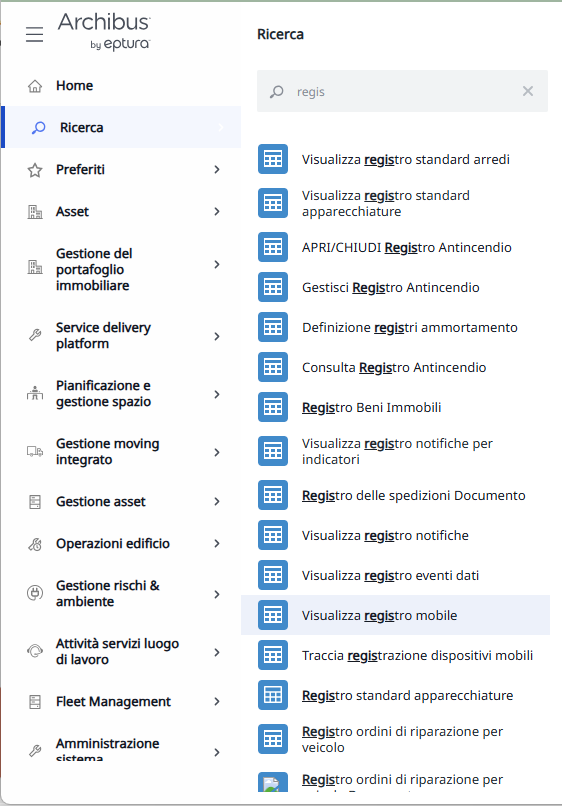 Archibus
by eptura
Home
Ricerca
Preferiti
Asset
Gestione del
portafoglio
immobiliare
Service delivery
platform
Pianificazione e
gestione spazio
Gestione moving
integrato
Gestione asset
Operazioni edificio
Gestione rischi &
ambiente
Attività servizi luogo
di lavoro
Fleet Management
Amministrazione
sistema
Ricerca
regis
Visualizza registro standard arredi
Visualizza registro standard
apparecchiature
APRI/CHIUDI Registro Antincendio
Gestisci Registro Antincendio
Definizione registri ammortamento
Consulta Registro Antincendio
Registro Beni Immobili
Visualizza registro notifiche per
indicatori
Registro delle spedizioni Documento
Visualizza registro notifiche
Visualizza registro eventi dati
Visualizza registro mobile
Traccia registrazione dispositivi mobili
Registro standard apparecchiature
Registro ordini di riparazione per
veicolo
Registro ordini di riparazione per